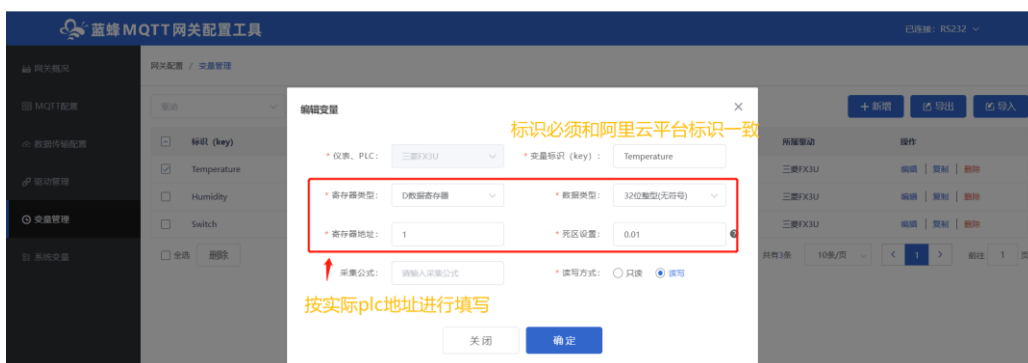 蓝蜂MQTT网关配置工具
已连接：RS232
网关概况
网关配置 / 变量管理
MQTT配置
驱动
编辑变量
+ 新增
导出
导入
标识必须和阿里云平台标识一致
数据传输配置
标识 (key)
所属驱动
操作
* 仪表、PLC：
三菱FX3U
* 变量标识（key）:
Temperature
Temperature
三菱FX3U
编辑
复制
删除
驱动管理
* 寄存器类型：
D数据寄存器
* 数据类型：
32位整型(无符号)
Humidity
三菱FX3U
编辑
复制
删除
变量管理
Switch
* 寄存器地址：
1
* 死区设置：
0.01
三菱FX3U
编辑
复制
删除
系统变量
全选
删除
共有3条
10条/页
1
前往
1
页
采集公式：
请输入采集公式
* 读写方式：
只读
读写
按实际plc地址进行填写
关闭
确定